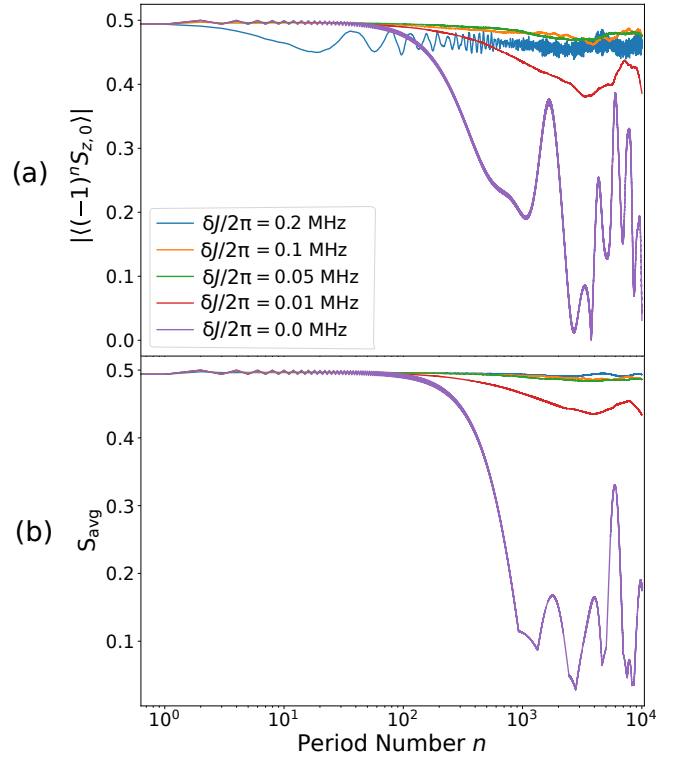 (a)
|⟨(−1)ⁿS_{z,0}⟩|
0.5
0.4
0.3
0.2
0.1
0.0
δJ/2π = 0.2 MHz
δJ/2π = 0.1 MHz
δJ/2π = 0.05 MHz
δJ/2π = 0.01 MHz
δJ/2π = 0.0 MHz
(b)
S_{avg}
0.5
0.4
0.3
0.2
0.1
10⁰ 10¹ 10² 10³ 10⁴
Period Number n